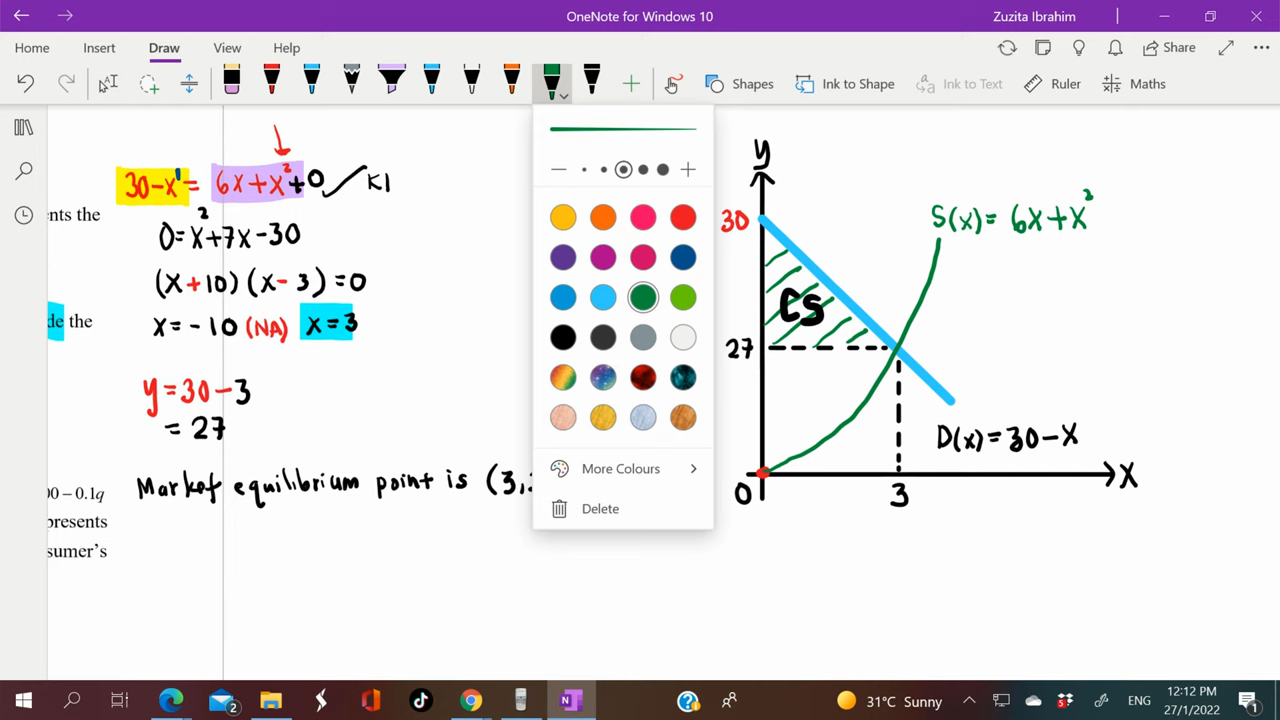 OneNote for Windows 10
Zuzita Ibrahim
Home Insert Draw View Help
Share
Shapes Ink to Shape Ink to Text Ruler Maths
nts the
de the
00 – 0.1q
presents
sumer's
30-x = 6x+x²+0 K1
0=x²+7x-30
(x+10)(x-3)=0
x=-10 (NA) x=3
y=30-3
= 27
Market equilibrium point is (3,
More Colours
Delete
y
30
S(x)= 6x+x²
CS
27
D(x)=30-x
0
3
x
2
31°C Sunny
ENG
12:12 PM
27/1/2022
1